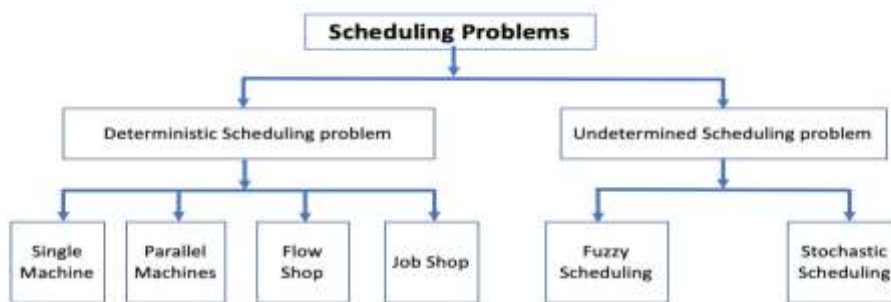 Scheduling Problems
Deterministic Scheduling problem
Undetermined Scheduling problem
Single
Machine
Parallel
Machines
Flow
Shop
Job Shop
Fuzzy
Scheduling
Stochastic
Scheduling